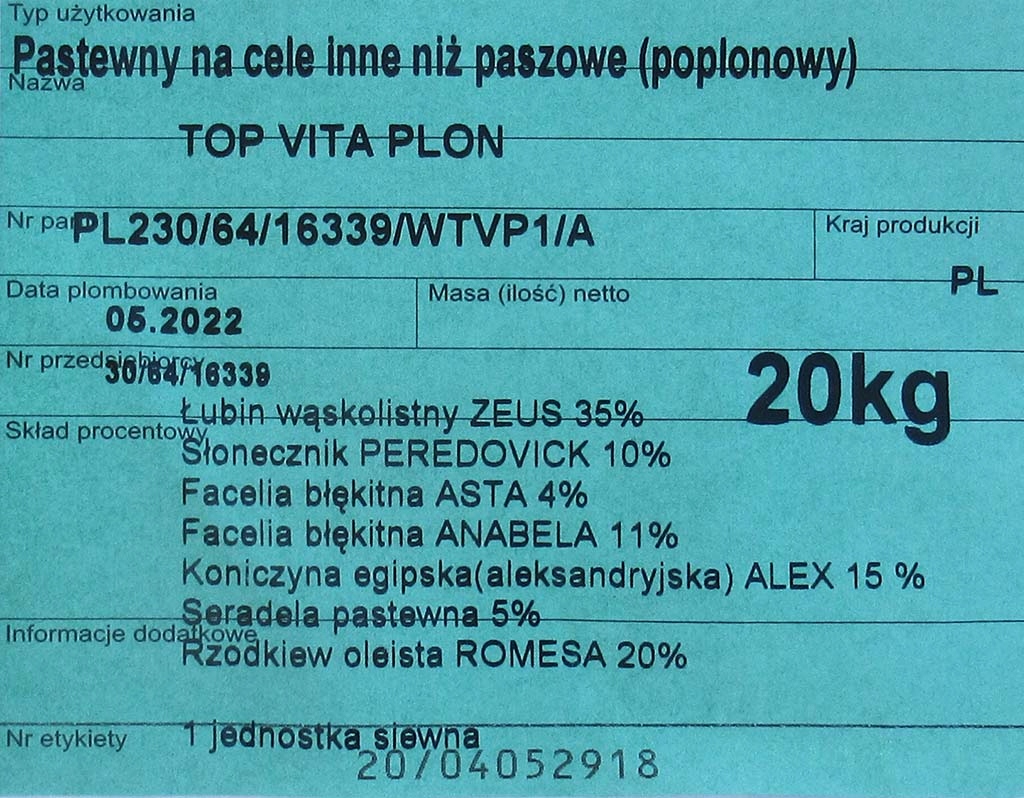 Typ użytkowania
Pastewny na cele inne niż paszowe (poplonowy)
Nazwa
TOP VITA PLON
Nr partii PL230/64/16339/WTVP1/A
Kraj produkcji
PL
Data plombowania
05.2022
Masa (ilość) netto
20kg
Nr przedsiębiorcy
30/64/16339
Skład procentowy
Łubin wąskolistny ZEUS 35%
Słonecznik PEREDOVICK 10%
Facelia błękitna ASTA 4%
Facelia błękitna ANABELA 11%
Koniczyna egipska(aleksandryjska) ALEX 15 %
Seradela pastewna 5%
Informacje dodatkowe
Rzodkiew oleista ROMESA 20%
1 jednostka siewna
Nr etykiety
20/04052918